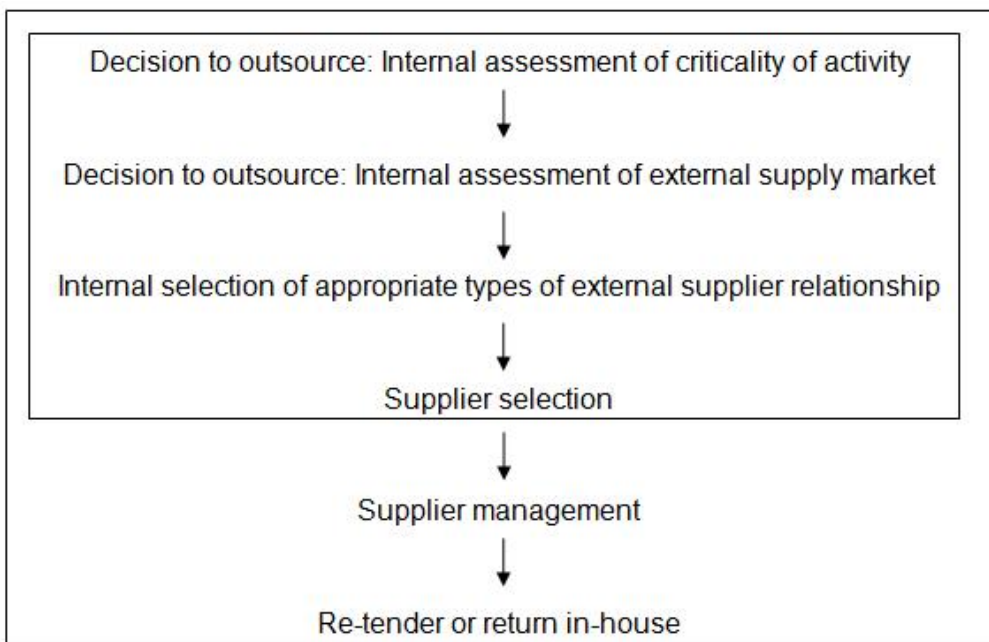 Decision to outsource: Internal assessment of criticality of activity
Decision to outsource: Internal assessment of external supply market
Internal selection of appropriate types of external supplier relationship
Supplier selection
Supplier management
Re-tender or return in-house